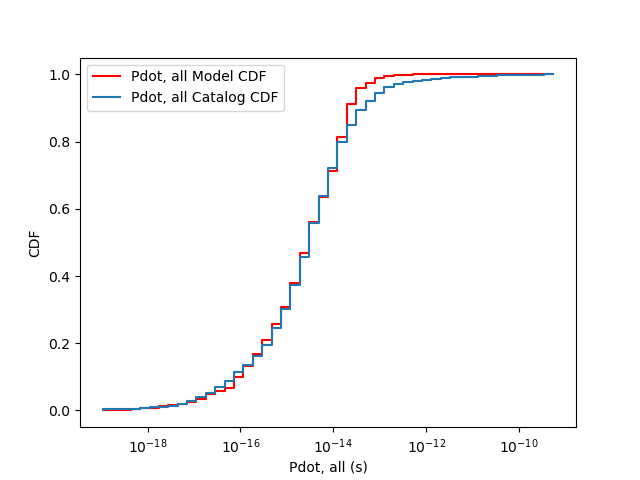 Pdot, all Model CDF
Pdot, all Catalog CDF
1.0
0.8
0.6
0.4
0.2
0.0
CDF
10⁻¹⁸
10⁻¹⁶
10⁻¹⁴
10⁻¹²
10⁻¹⁰
Pdot, all (s)